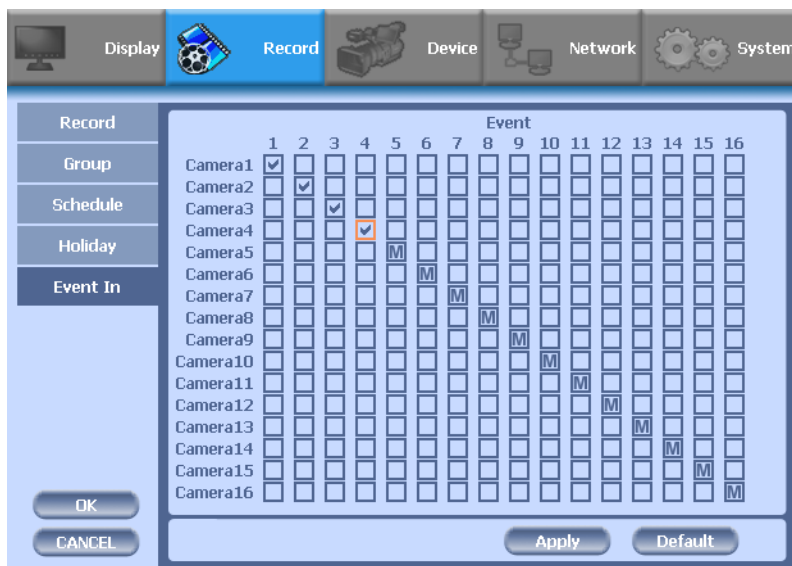 Display Record Device Network System
Record
Group
Schedule
Holiday
Event In
Event
1 2 3 4 5 6 7 8 9 10 11 12 13 14 15 16
Camera1
Camera2
Camera3
Camera4
Camera5 M
Camera6 M
Camera7 M
Camera8 M
Camera9 M
Camera10 M
Camera11 M
Camera12 M
Camera13 M
Camera14 M
Camera15 M
Camera16 M
OK
CANCEL
Apply Default